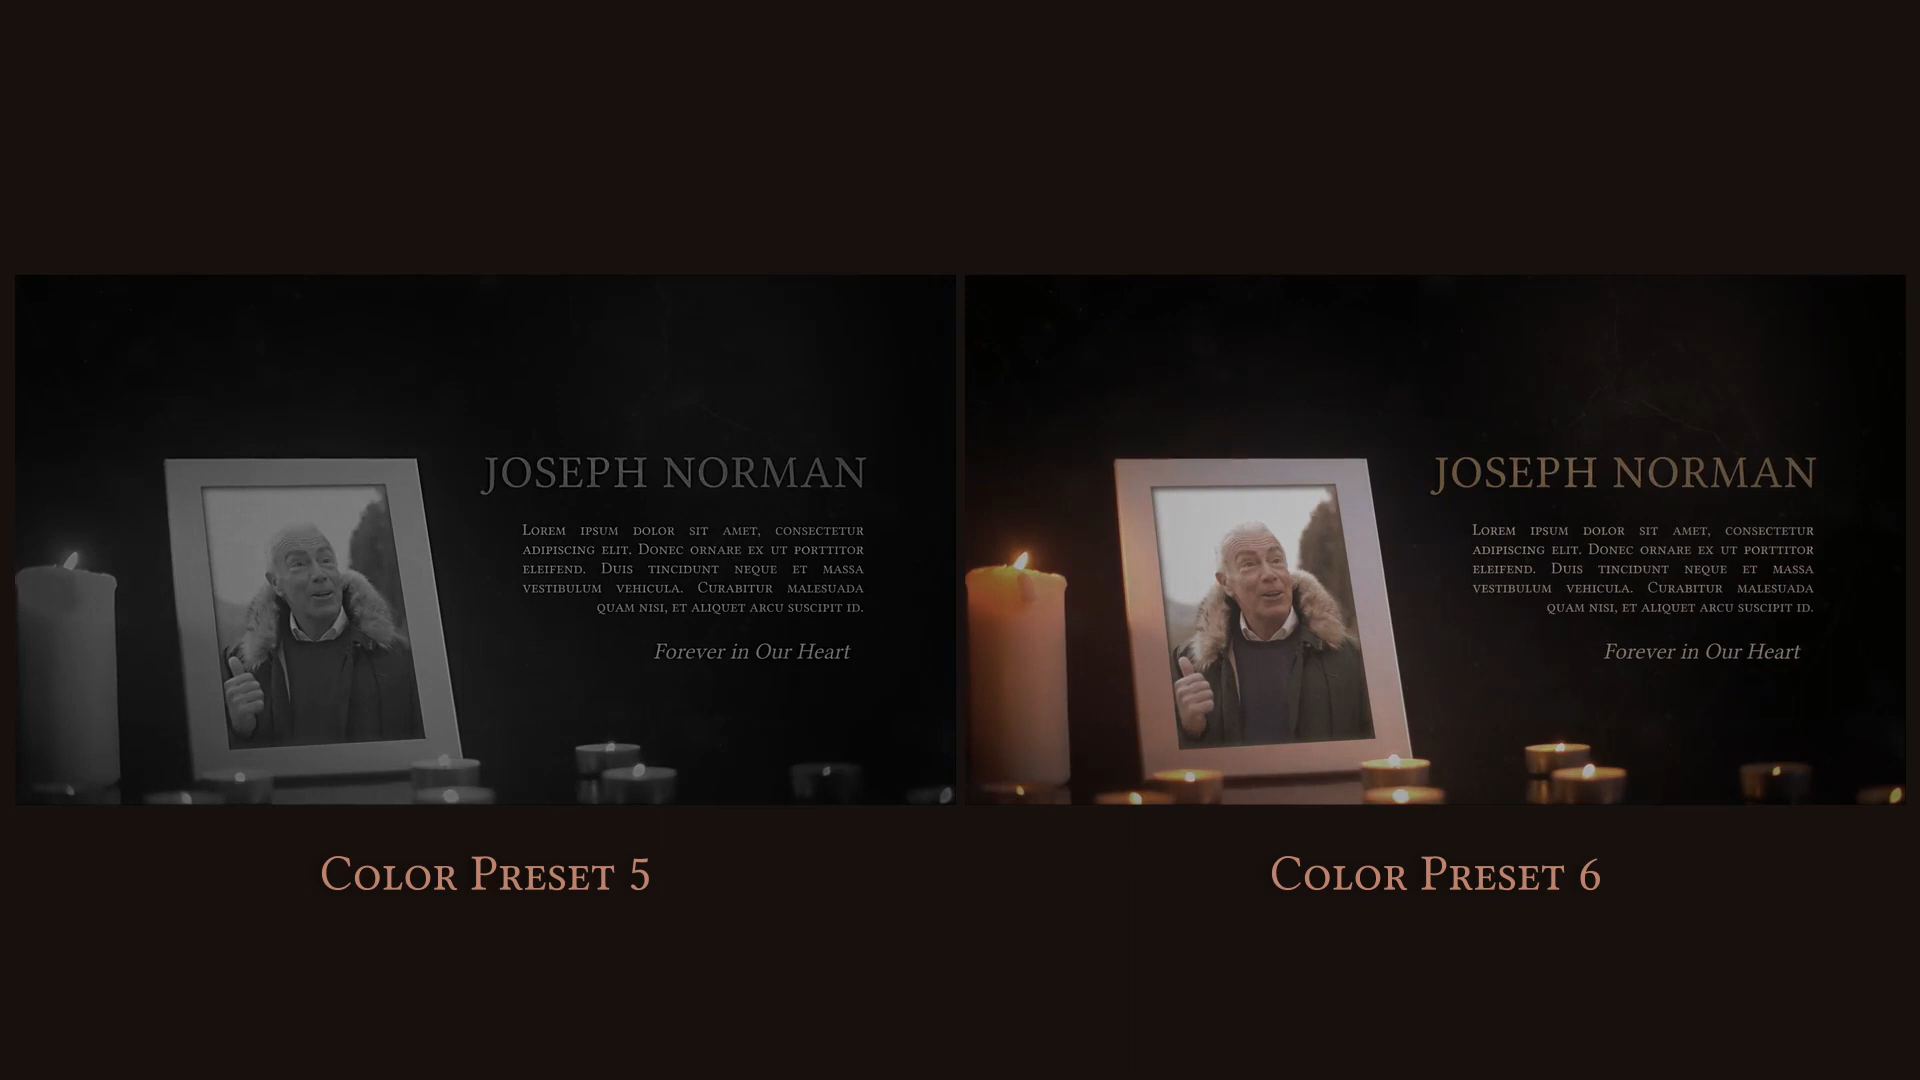 JOSEPH NORMAN
Lorem ipsum dolor sit amet, consectetur
adipiscing elit. Donec ornare ex ut porttitor
eleifend. Duis tincidunt neque et massa
vestibulum vehicula. Curabitur malesuada
quam nisi, et aliquet arcu suscipit id.
Forever in Our Heart
Color Preset 5
JOSEPH NORMAN
Lorem ipsum dolor sit amet, consectetur
adipiscing elit. Donec ornare ex ut porttitor
eleifend. Duis tincidunt neque et massa
vestibulum vehicula. Curabitur malesuada
quam nisi, et aliquet arcu suscipit id.
Forever in Our Heart
Color Preset 6